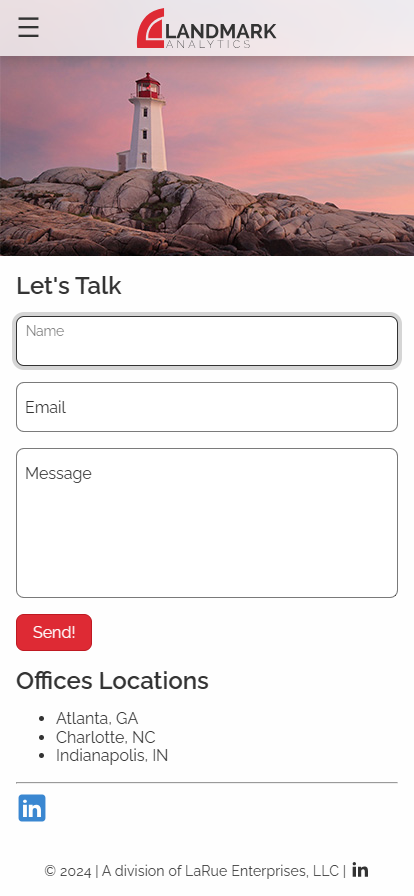 LANDMARK
ANALYTICS
Let's Talk
Name
Email
Message
Send!
Offices Locations
Atlanta, GA
Charlotte, NC
Indianapolis, IN
in
© 2024 | A division of LaRue Enterprises, LLC | in